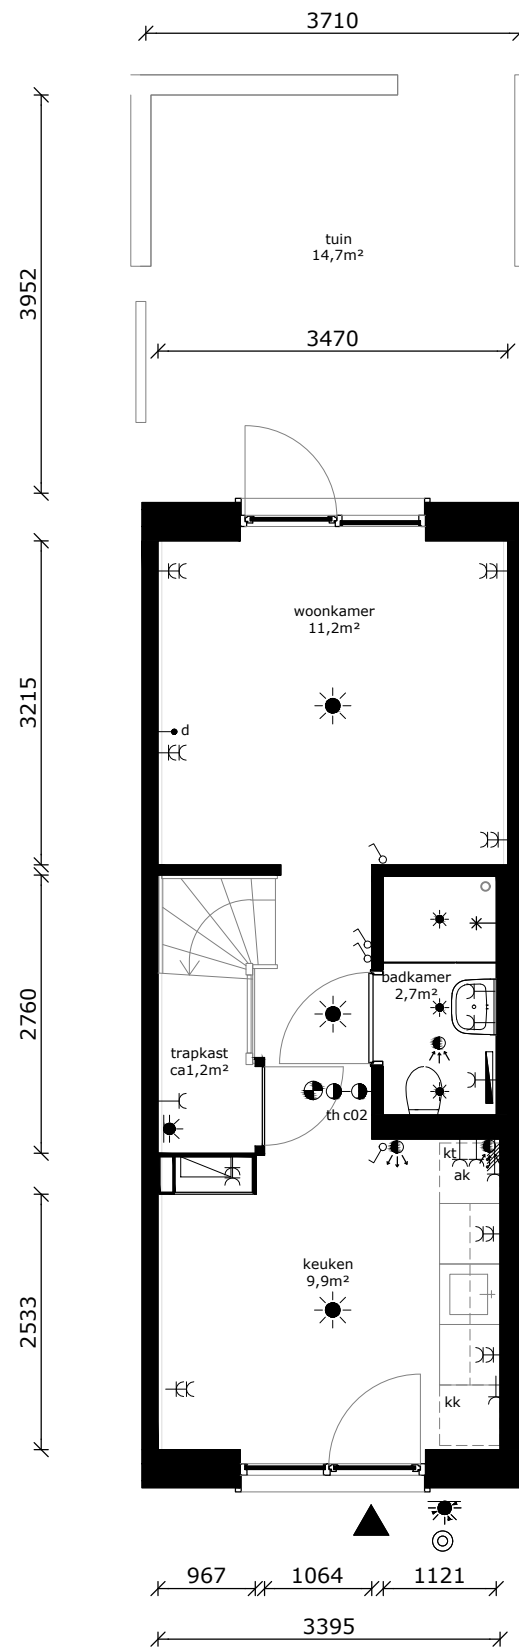 3710
tuin
14,7m²
3952
3470
woonkamer
11,2m²
3215
d
badkamer
2,7m²
2760
trapkast
ca1,2m²
th c02
kt
ak
keuken
9,9m²
2533
kk
967 1064 1121
3395